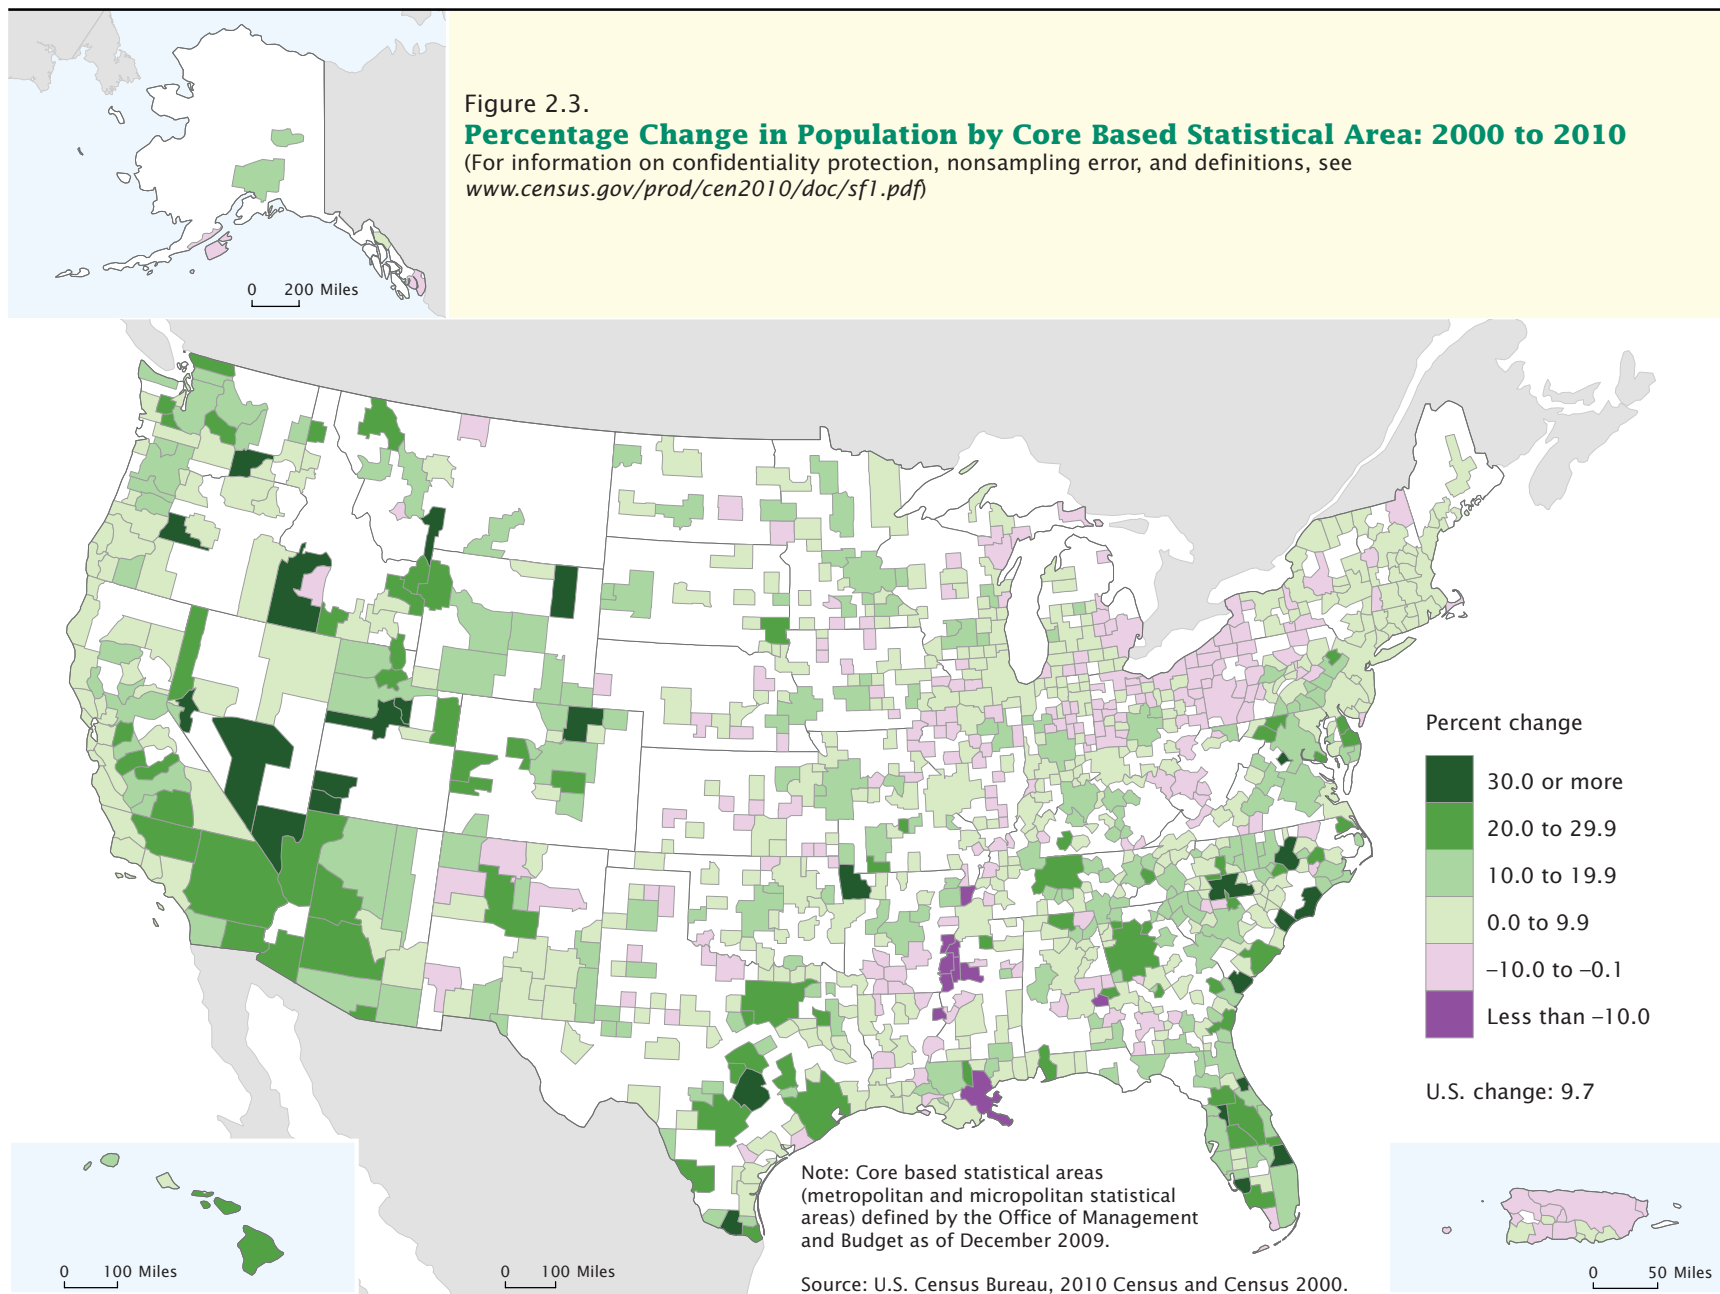 Figure 2.3.
Percentage Change in Population by Core Based Statistical Area: 2000 to 2010
(For information on confidentiality protection, nonsampling error, and definitions, see
www.census.gov/prod/cen2010/doc/sf1.pdf)
0 200 Miles
Percent change
30.0 or more
20.0 to 29.9
10.0 to 19.9
0.0 to 9.9
–10.0 to –0.1
Less than –10.0
U.S. change: 9.7
Note: Core based statistical areas
(metropolitan and micropolitan statistical
areas) defined by the Office of Management
and Budget as of December 2009.
Source: U.S. Census Bureau, 2010 Census and Census 2000.
0 100 Miles
0 100 Miles
0 50 Miles